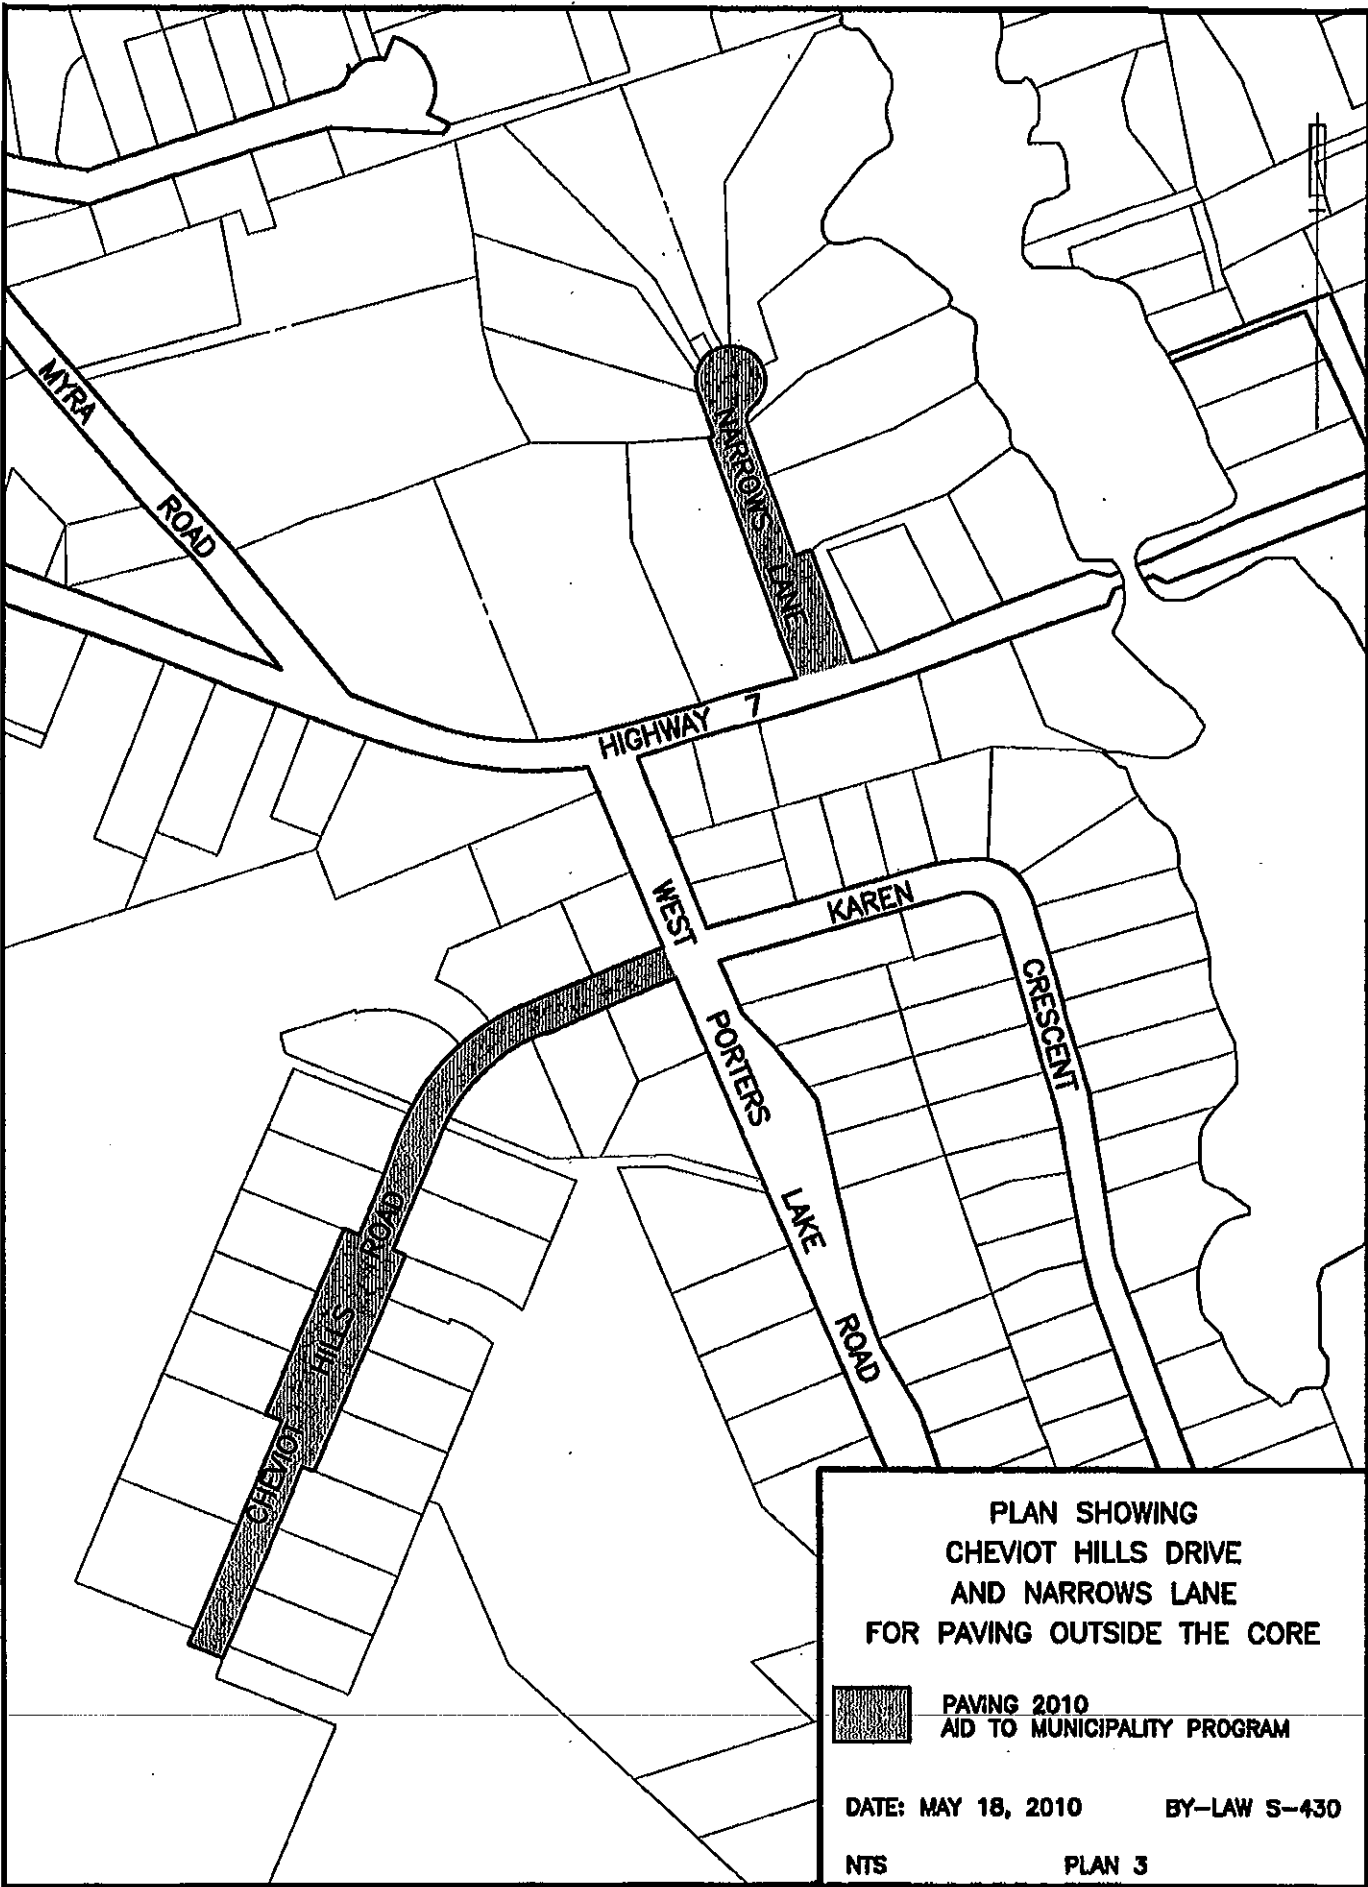 MYRA
ROAD
NARROWS LANE
HIGHWAY 7
WEST
PORTERS
LAKE
ROAD
KAREN
CRESCENT
CHEVIOT HILLS ROAD
PLAN SHOWING
CHEVIOT HILLS DRIVE
AND NARROWS LANE
FOR PAVING OUTSIDE THE CORE
PAVING 2010
AID TO MUNICIPALITY PROGRAM
DATE: MAY 18, 2010 BY-LAW S-430
NTS PLAN 3